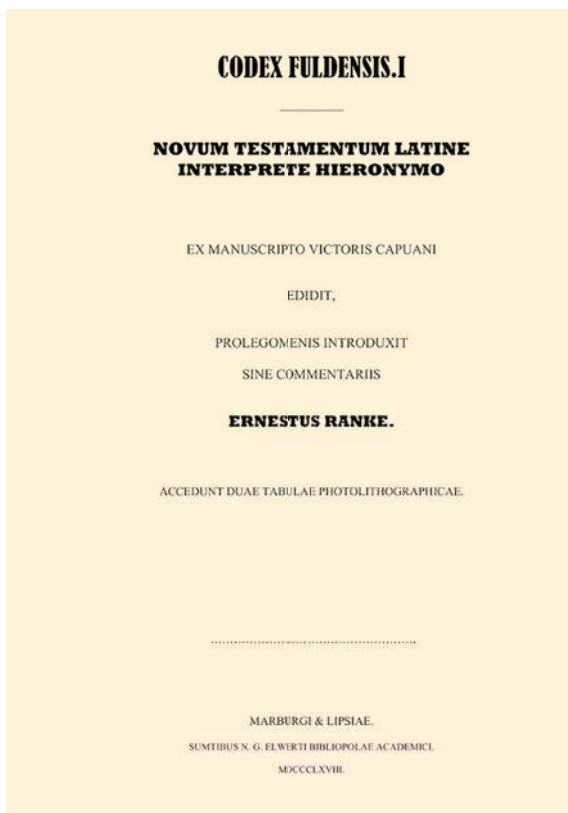 CODEX FULDENSIS.I
NOVUM TESTAMENTUM LATINE
INTERPRETE HIERONYMO
EX MANUSCRIPTO VICTORIS CAPUANI
EDIDIT,
PROLEGOMENIS INTRODUXIT
SINE COMMENTARIIS
ERNESTUS RANKE.
ACCEDUNT DUAE TABULAE PHOTOLITHOGRAPHICAE.
MARBURGI & LIPSIAE.
SUMTIBUS N. G. ELWERTI BIBLIOPOLAE ACADEMICI.
MDCCCLXVIII.